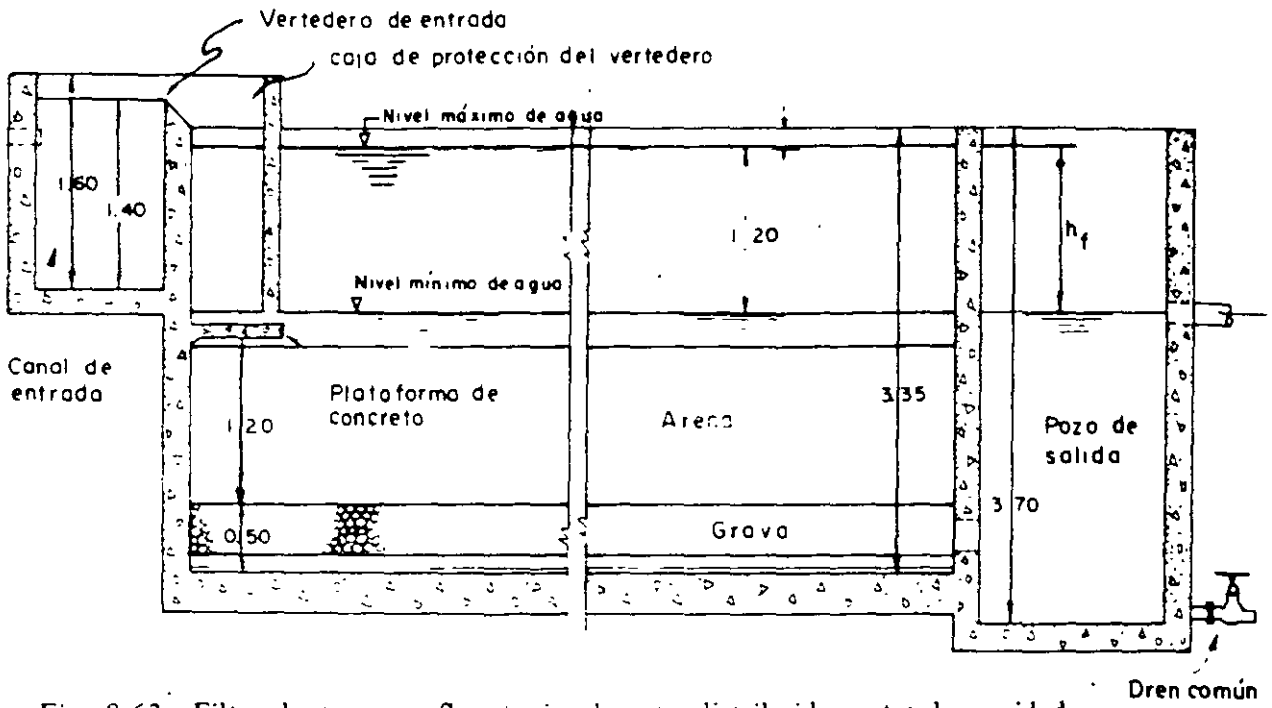 Vertedero de entrada
caja de protección del vertedero
Nivel máximo de agua
1.60
1.40
1.20
h_f
Nivel mínimo de agua
Canal de
entrada
Plataforma de
concreto
Arena
3.35
Pozo de
salida
1.20
3.70
0.50
Grava
Dren común